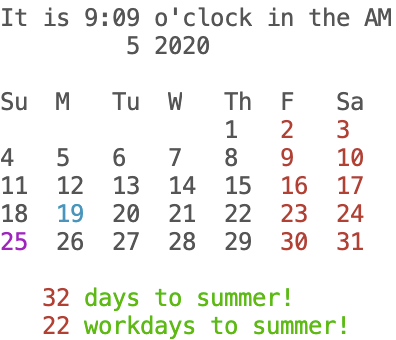 It is 9:09 o'clock in the AM
5 2020
Su M Tu W Th F Sa
1 2 3
4 5 6 7 8 9 10
11 12 13 14 15 16 17
18 19 20 21 22 23 24
25 26 27 28 29 30 31
32 days to summer!
22 workdays to summer!